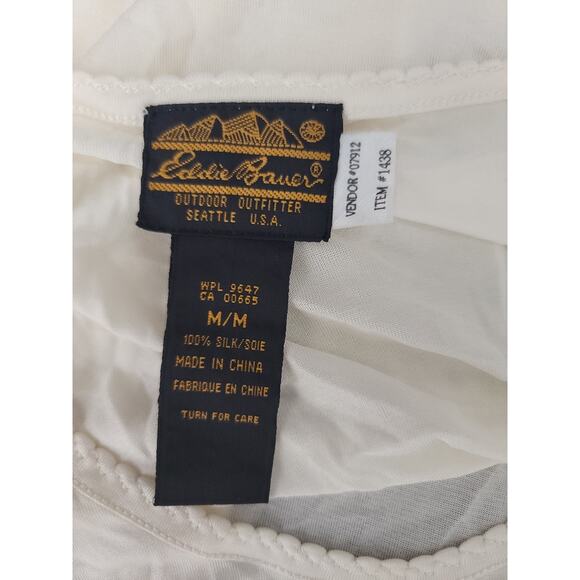 Eddie Bauer®
OUTDOOR OUTFITTER
SEATTLE U.S.A.
VENDOR #07912
ITEM #1438
WPL 9647
CA 00665
M/M
100% SILK/SOIE
MADE IN CHINA
FABRIQUE EN CHINE
TURN FOR CARE